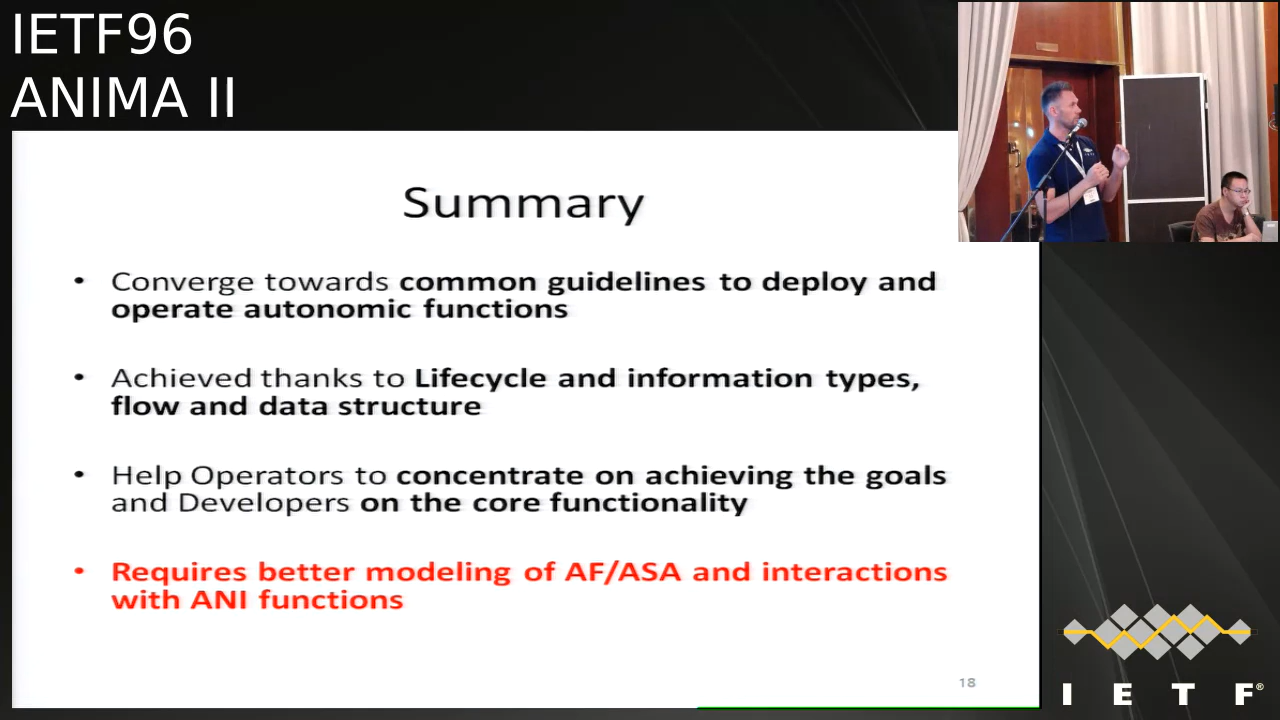 IETF96
ANIMA II
Summary
• Converge towards common guidelines to deploy and
operate autonomic functions
• Achieved thanks to Lifecycle and information types,
flow and data structure
• Help Operators to concentrate on achieving the goals
and Developers on the core functionality
• Requires better modeling of AF/ASA and interactions
with ANI functions
18
I E T F®